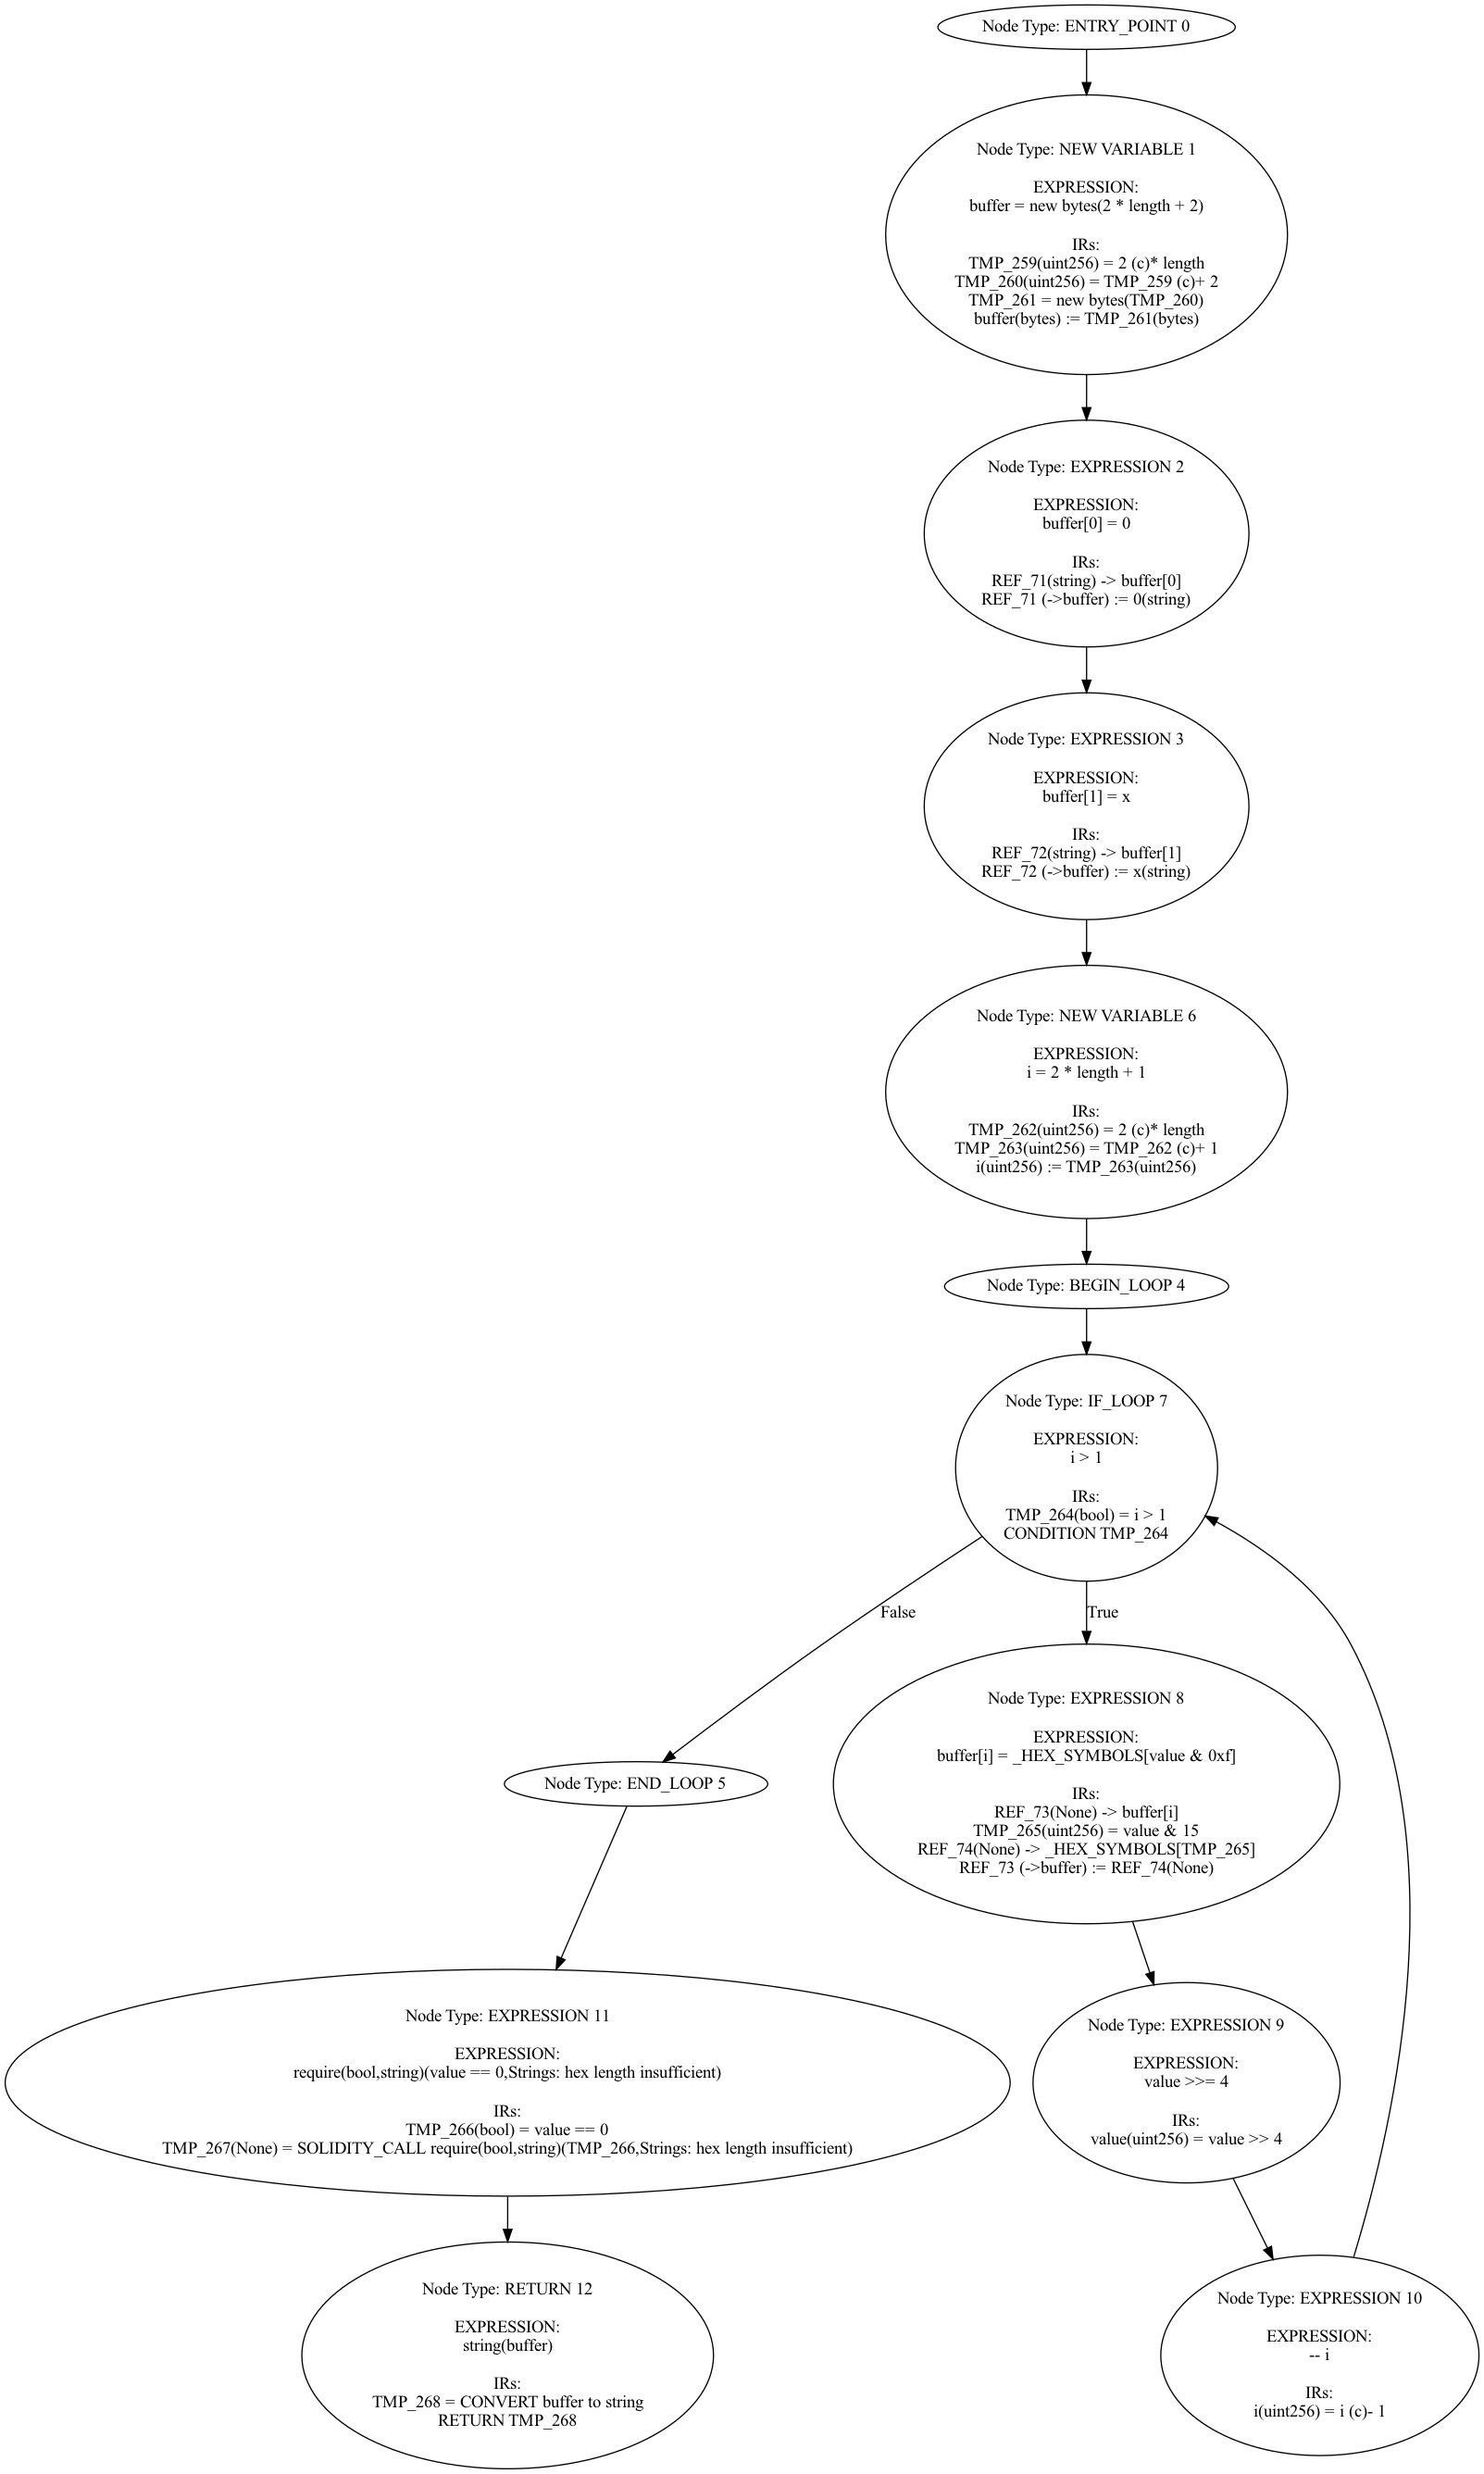 Node Type: ENTRY_POINT 0
Node Type: NEW VARIABLE 1
EXPRESSION:
buffer = new bytes(2 * length + 2)
IRs:
TMP_259(uint256) = 2 (c)* length
TMP_260(uint256) = TMP_259 (c)+ 2
TMP_261 = new bytes(TMP_260)
buffer(bytes) := TMP_261(bytes)
Node Type: EXPRESSION 2
EXPRESSION:
buffer[0] = 0
IRs:
REF_71(string) -> buffer[0]
REF_71 (->buffer) := 0(string)
Node Type: EXPRESSION 3
EXPRESSION:
buffer[1] = x
IRs:
REF_72(string) -> buffer[1]
REF_72 (->buffer) := x(string)
Node Type: NEW VARIABLE 6
EXPRESSION:
i = 2 * length + 1
IRs:
TMP_262(uint256) = 2 (c)* length
TMP_263(uint256) = TMP_262 (c)+ 1
i(uint256) := TMP_263(uint256)
Node Type: BEGIN_LOOP 4
Node Type: IF_LOOP 7
EXPRESSION:
i > 1
IRs:
TMP_264(bool) = i > 1
CONDITION TMP_264
False
True
Node Type: END_LOOP 5
Node Type: EXPRESSION 8
EXPRESSION:
buffer[i] = _HEX_SYMBOLS[value & 0xf]
IRs:
REF_73(None) -> buffer[i]
TMP_265(uint256) = value & 15
REF_74(None) -> _HEX_SYMBOLS[TMP_265]
REF_73 (->buffer) := REF_74(None)
Node Type: EXPRESSION 11
EXPRESSION:
require(bool,string)(value == 0,Strings: hex length insufficient)
IRs:
TMP_266(bool) = value == 0
TMP_267(None) = SOLIDITY_CALL require(bool,string)(TMP_266,Strings: hex length insufficient)
Node Type: EXPRESSION 9
EXPRESSION:
value >>= 4
IRs:
value(uint256) = value >> 4
Node Type: RETURN 12
EXPRESSION:
string(buffer)
IRs:
TMP_268 = CONVERT buffer to string
RETURN TMP_268
Node Type: EXPRESSION 10
EXPRESSION:
-- i
IRs:
i(uint256) = i (c)- 1